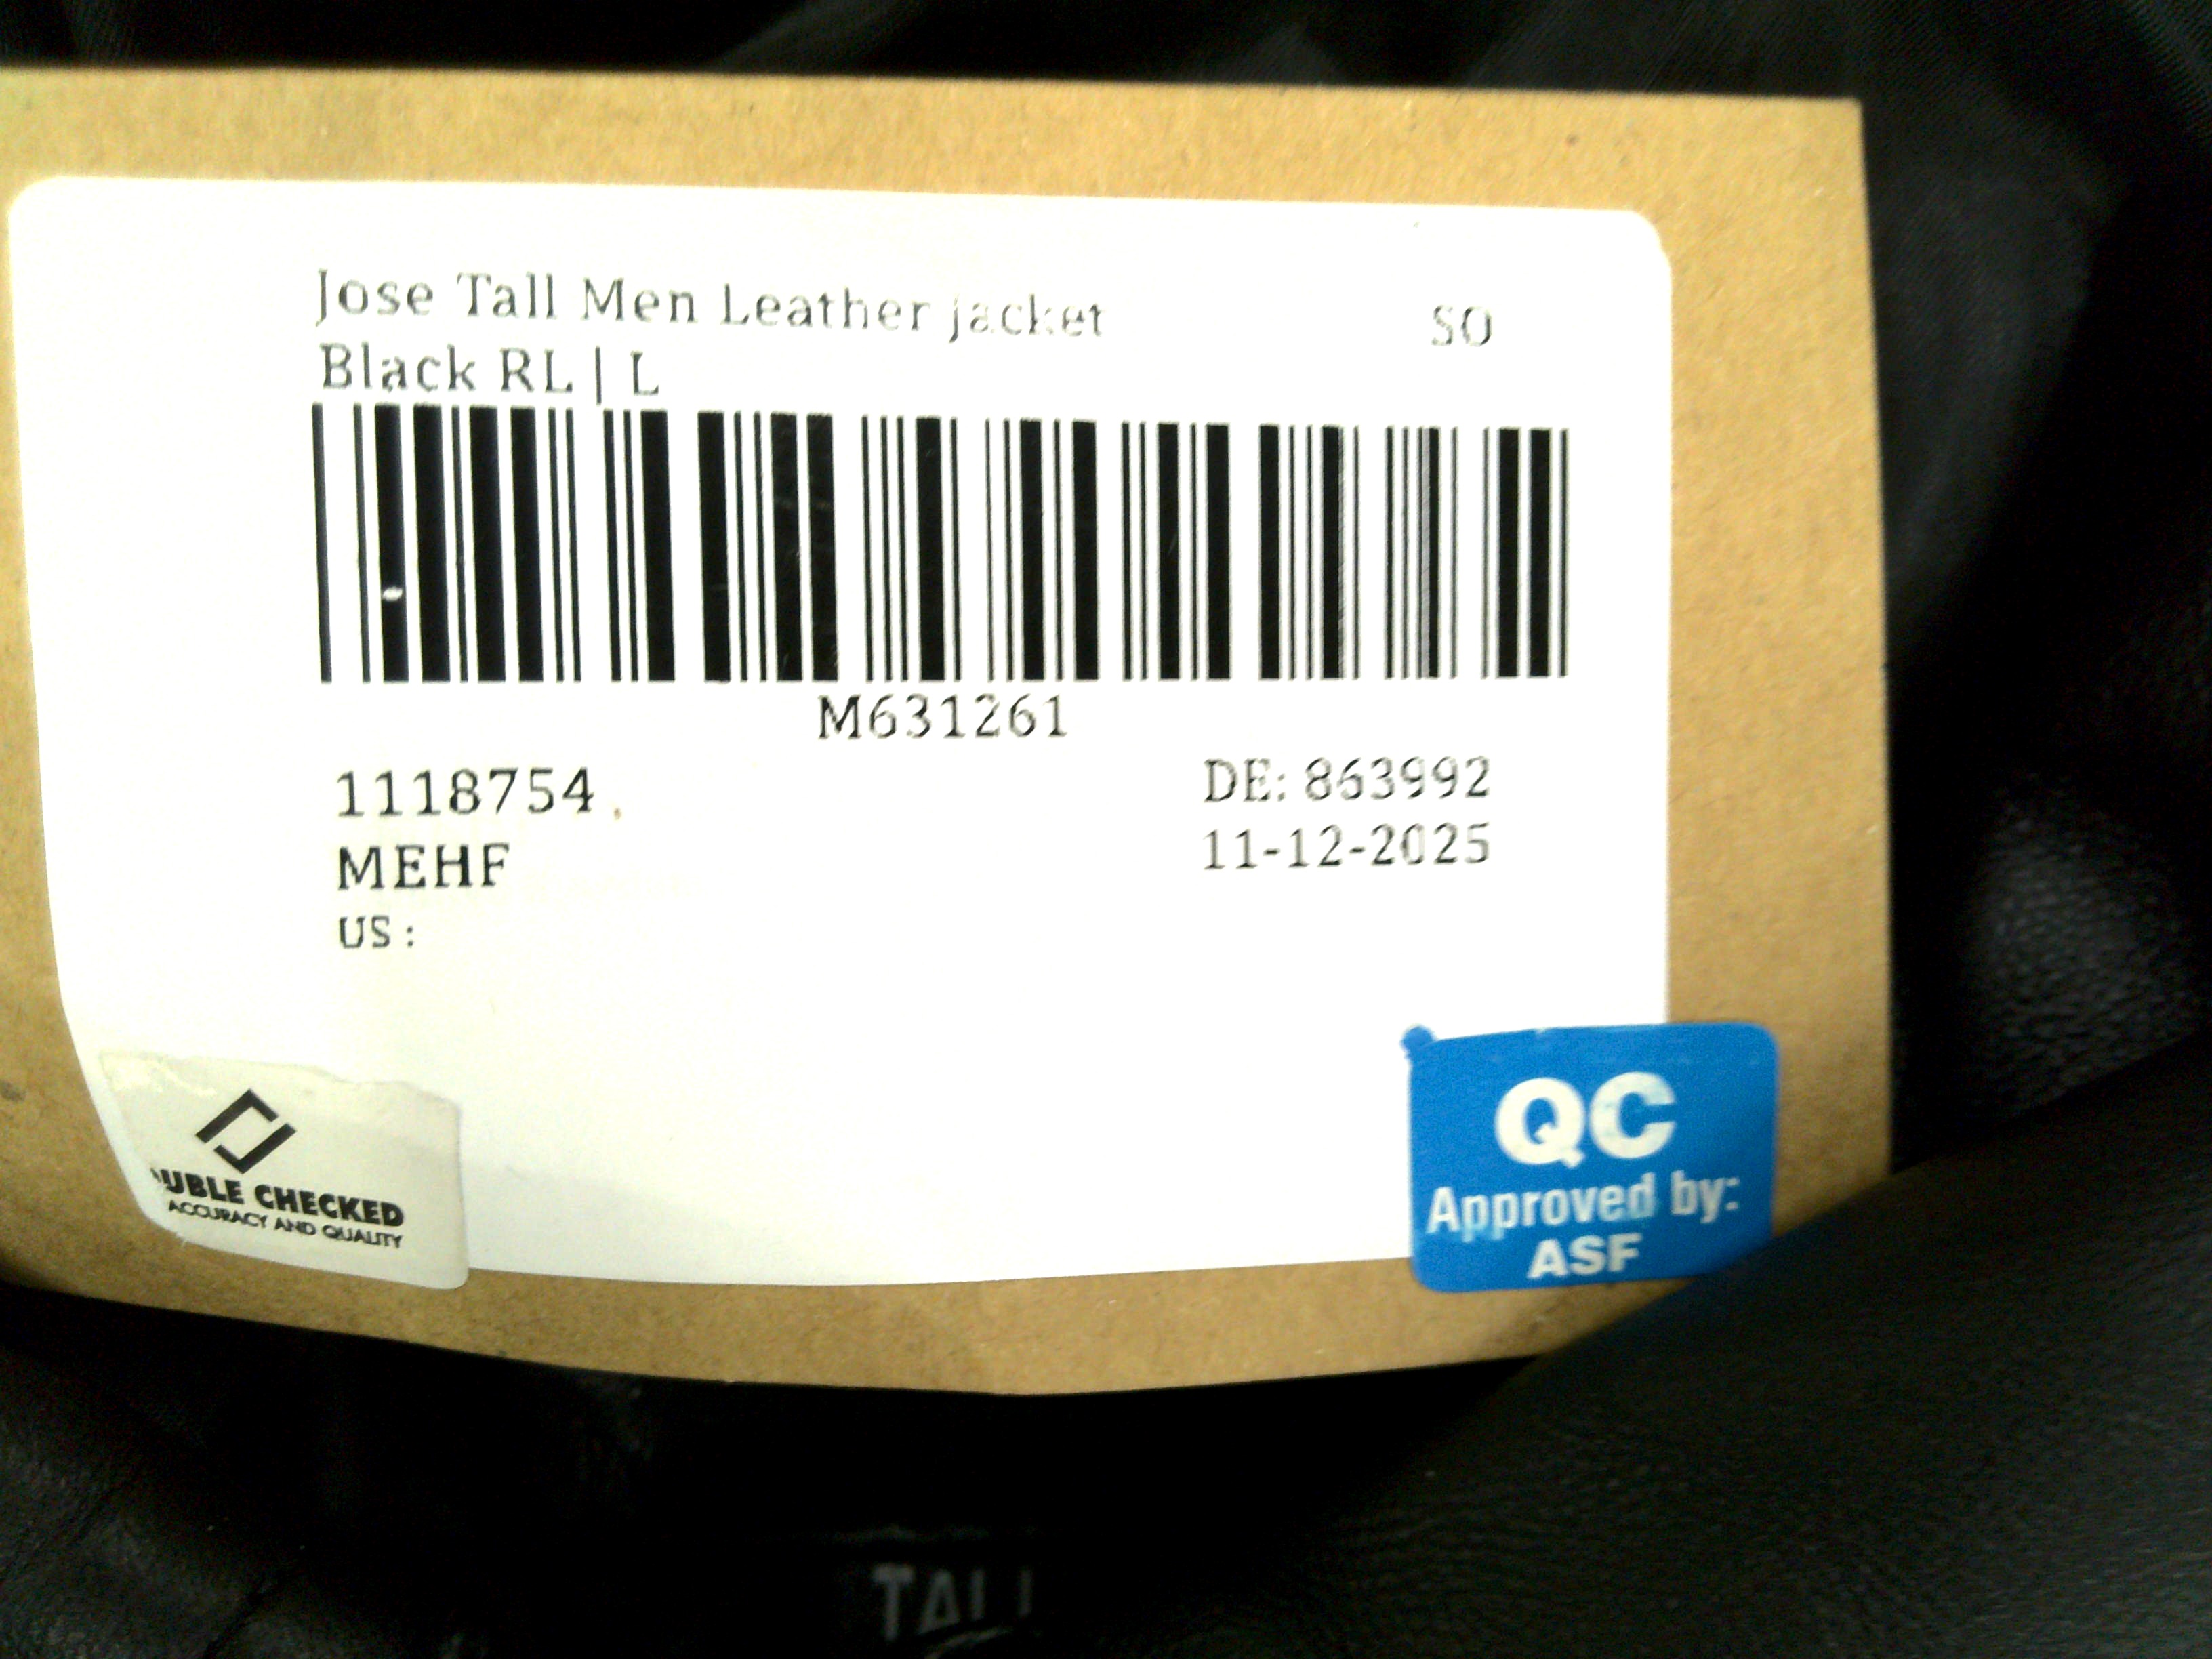 Jose Tall Men Leather jacket
SO
Black RL | L
M631261
1118754
DE: 863992
MEHF
11-12-2025
US :
UBLE CHECKED
ACCURACY AND QUALITY
QC
Approved by:
ASF
TALL